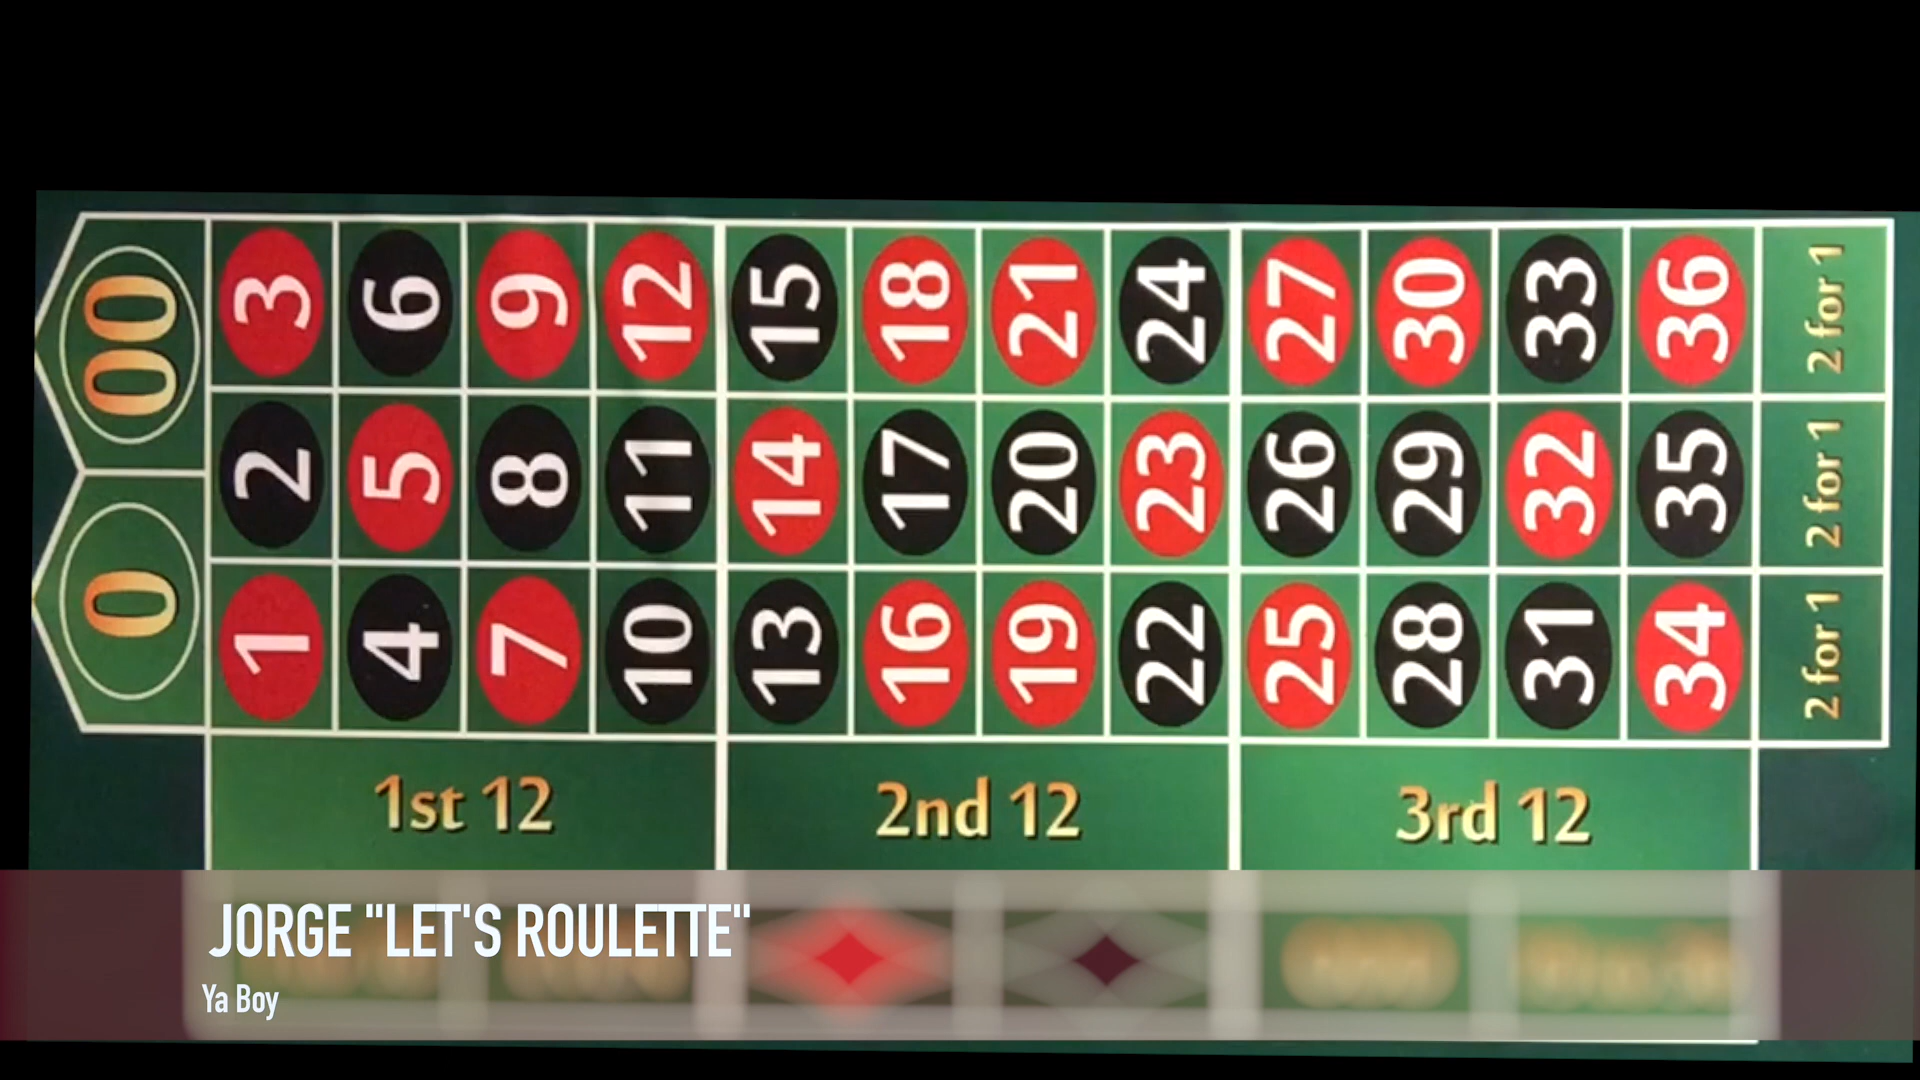 00 3 6 9 12 15 18 21 24 27 30 33 36 2 for 1
2 5 8 11 14 17 20 23 26 29 32 35 2 for 1
0 1 4 7 10 13 16 19 22 25 28 31 34 2 for 1
1st 12 2nd 12 3rd 12
JORGE "LET'S ROULETTE"
Ya Boy